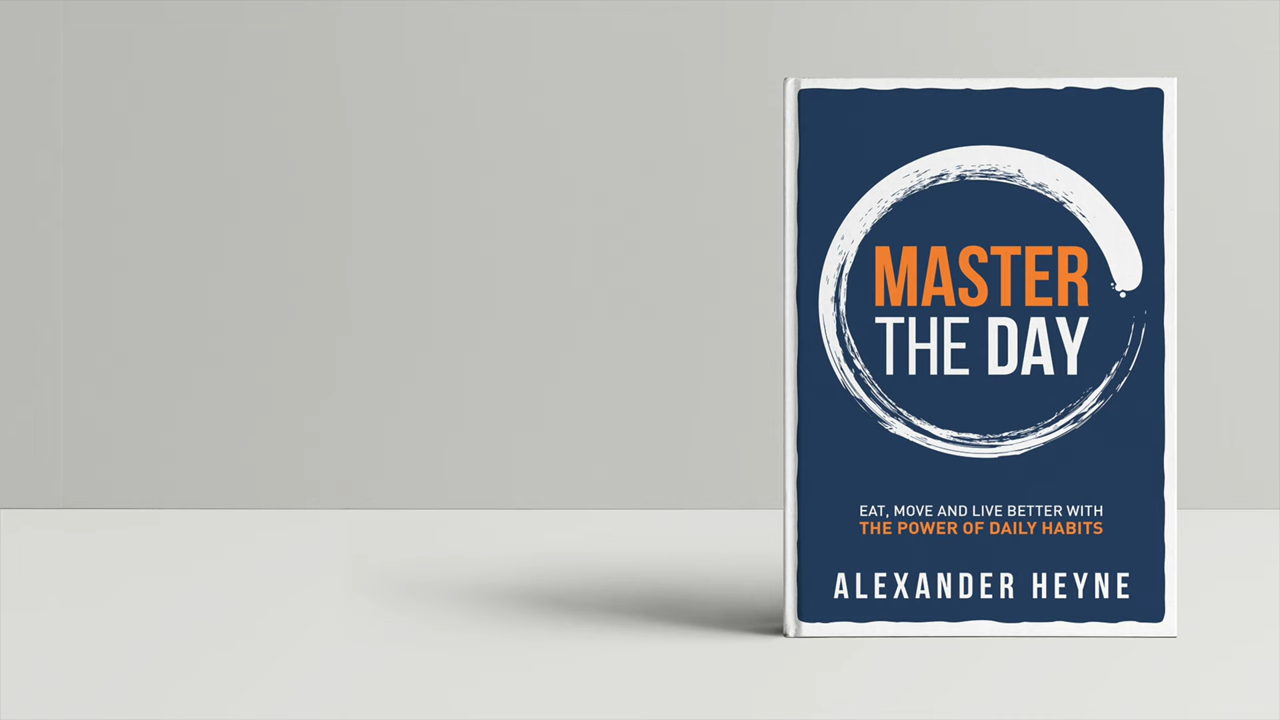 MASTER
THE DAY
EAT, MOVE AND LIVE BETTER WITH
THE POWER OF DAILY HABITS
ALEXANDER HEYNE